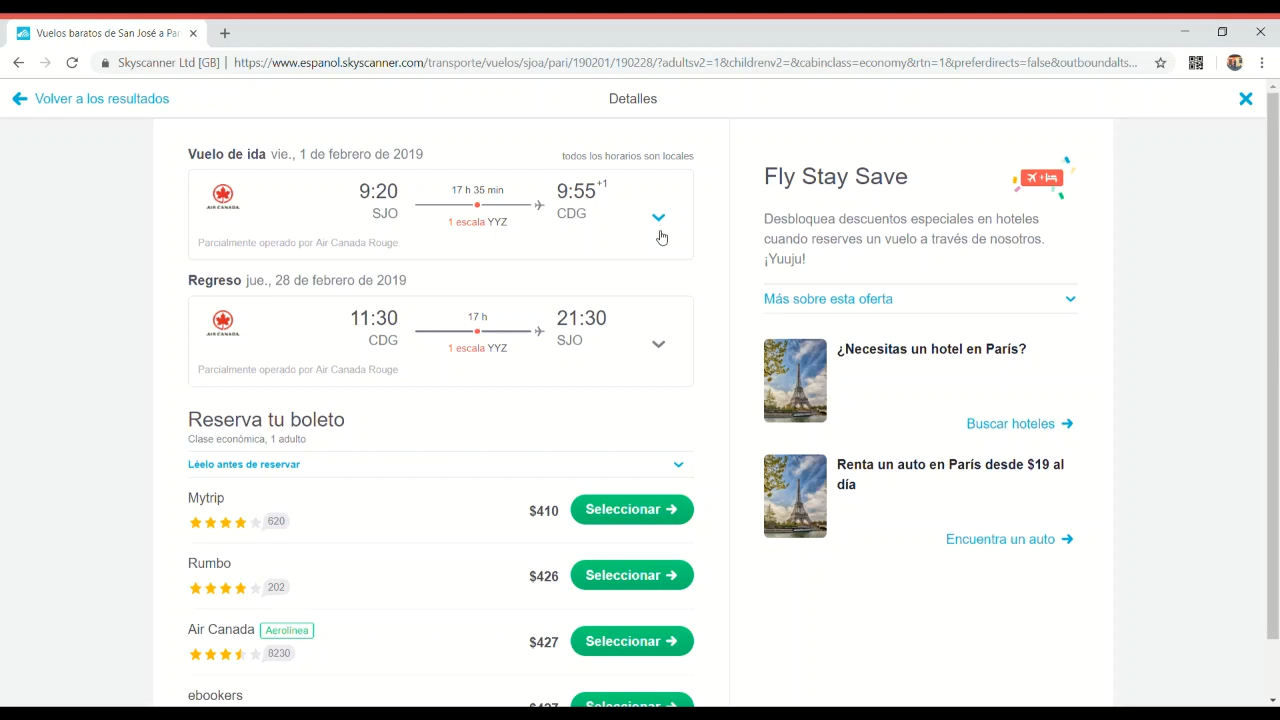 Vuelos baratos de San José a Par
Skyscanner Ltd [GB] | https://www.espanol.skyscanner.com/transporte/vuelos/sjoa/pari/190201/190228/?adultsv2=1&childrenv2=&cabinclass=economy&rtn=1&preferdirects=false&outboundalts...
Volver a los resultados
Detalles
Vuelo de ida vie., 1 de febrero de 2019
todos los horarios son locales
AIR CANADA
9:20
SJO
17 h 35 min
1 escala YYZ
9:55+1
CDG
Parcialmente operado por Air Canada Rouge
Regreso jue., 28 de febrero de 2019
AIR CANADA
11:30
CDG
17 h
1 escala YYZ
21:30
SJO
Parcialmente operado por Air Canada Rouge
Reserva tu boleto
Clase económica, 1 adulto
Léelo antes de reservar
Mytrip
620
$410
Seleccionar
Rumbo
202
$426
Seleccionar
Air Canada Aerolínea
8230
$427
Seleccionar
ebookers
$427
Seleccionar
Fly Stay Save
Desbloquea descuentos especiales en hoteles
cuando reserves un vuelo a través de nosotros.
¡Yuuju!
Más sobre esta oferta
¿Necesitas un hotel en París?
Buscar hoteles
Renta un auto en París desde $19 al
día
Encuentra un auto